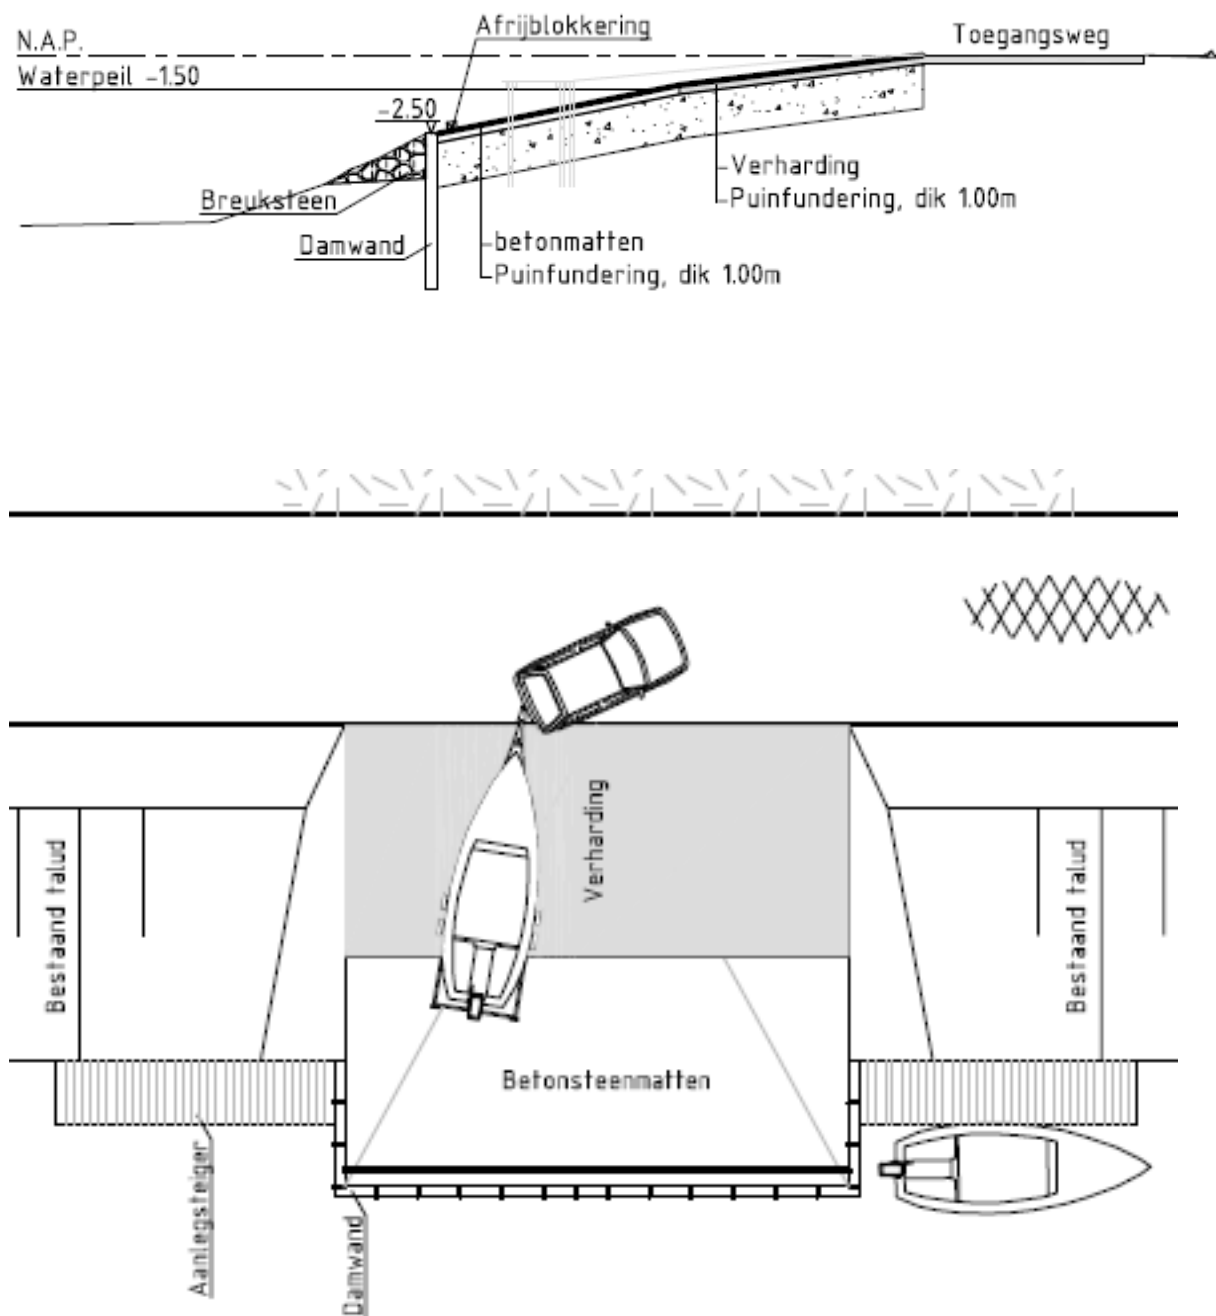 Afrijblokkering
N.A.P.
Toegangsweg
Waterpeil -1.50
-2.50
Verharding
Breuksteen
Puinfundering, dik 1.00m
Damwand
betonmatten
Puinfundering, dik 1.00m
Verharding
Bestaand talud
Bestaand talud
Betonsteenmatten
Aanlegsteiger
Damwand